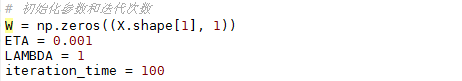 # 初始化参数和迭代次数
W = np.zeros((X.shape[1], 1))
ETA = 0.001
LAMBDA = 1
iteration_time = 100